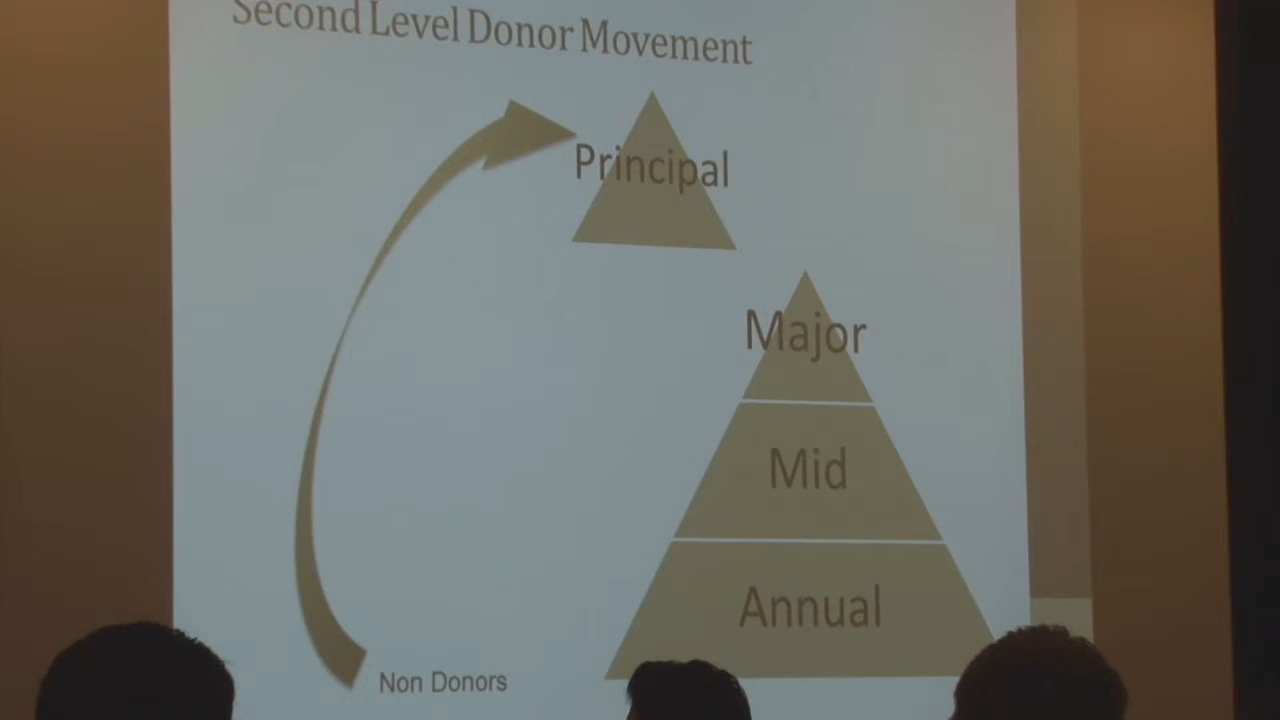 Second Level Donor Movement
Principal
Major
Mid
Annual
Non Donors